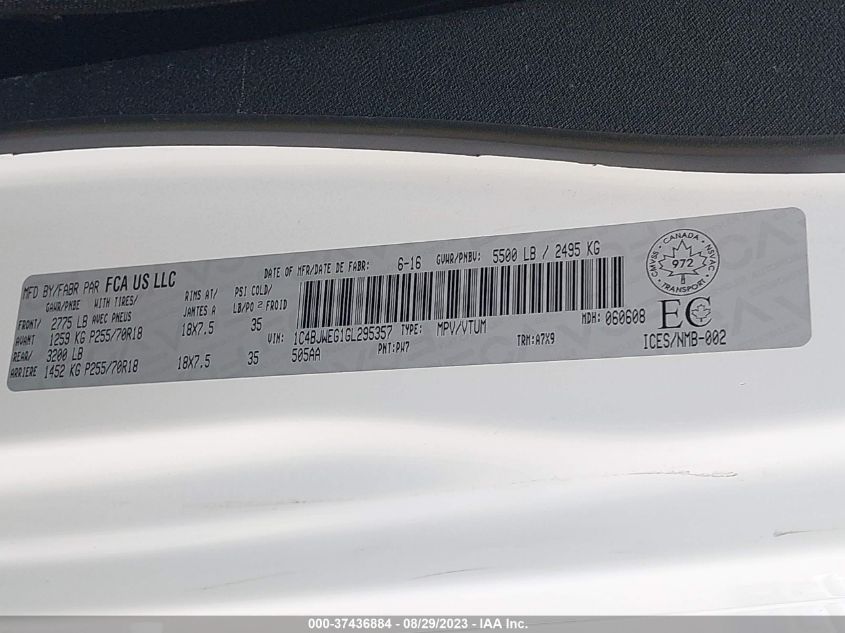 MFD BY/FABR PAR FCA US LLC
DATE OF MFR/DATE DE FABR: 6-16 GVWR/PNBV: 5500 LB / 2495 KG
GAWR/PNBE WITH TIRES/ RIMS AT/ PSI COLD/
AVEC PNEUS JANTES A LB/PO² FROID
FRONT/ 2775 LB
AVANT 1259 KG P255/70R18 18X7.5 35
REAR/ 3200 LB
ARRIERE 1452 KG P255/70R18 18X7.5 35
VIN: 1C4BJWEG1GL295357 TYPE: MPV/VTUM MDH: 060608
505AA PNT:PW7 TRM:A7X9
CANADA
CMVSS NSVAC
972
TRANSPORT
EC
ICES/NMB-002
000-37436884 - 08/29/2023 - IAA Inc.